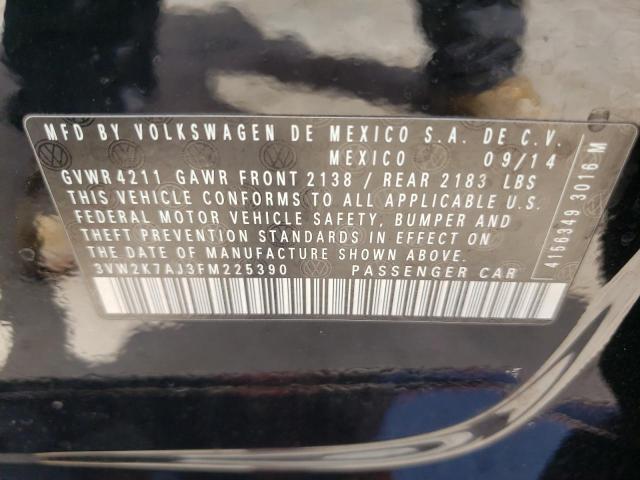 MFD BY VOLKSWAGEN DE MEXICO S.A. DE C.V.
MEXICO 09/14
GVWR 4211 GAWR FRONT 2138 / REAR 2183 LBS
THIS VEHICLE CONFORMS TO ALL APPLICABLE U.S.
FEDERAL MOTOR VEHICLE SAFETY, BUMPER AND
THEFT PREVENTION STANDARDS IN EFFECT ON
THE DATE OF MANUFACTURE SHOWN ABOVE.
3VW2K7AJ3FM225390 PASSENGER CAR
4166349 3016 M